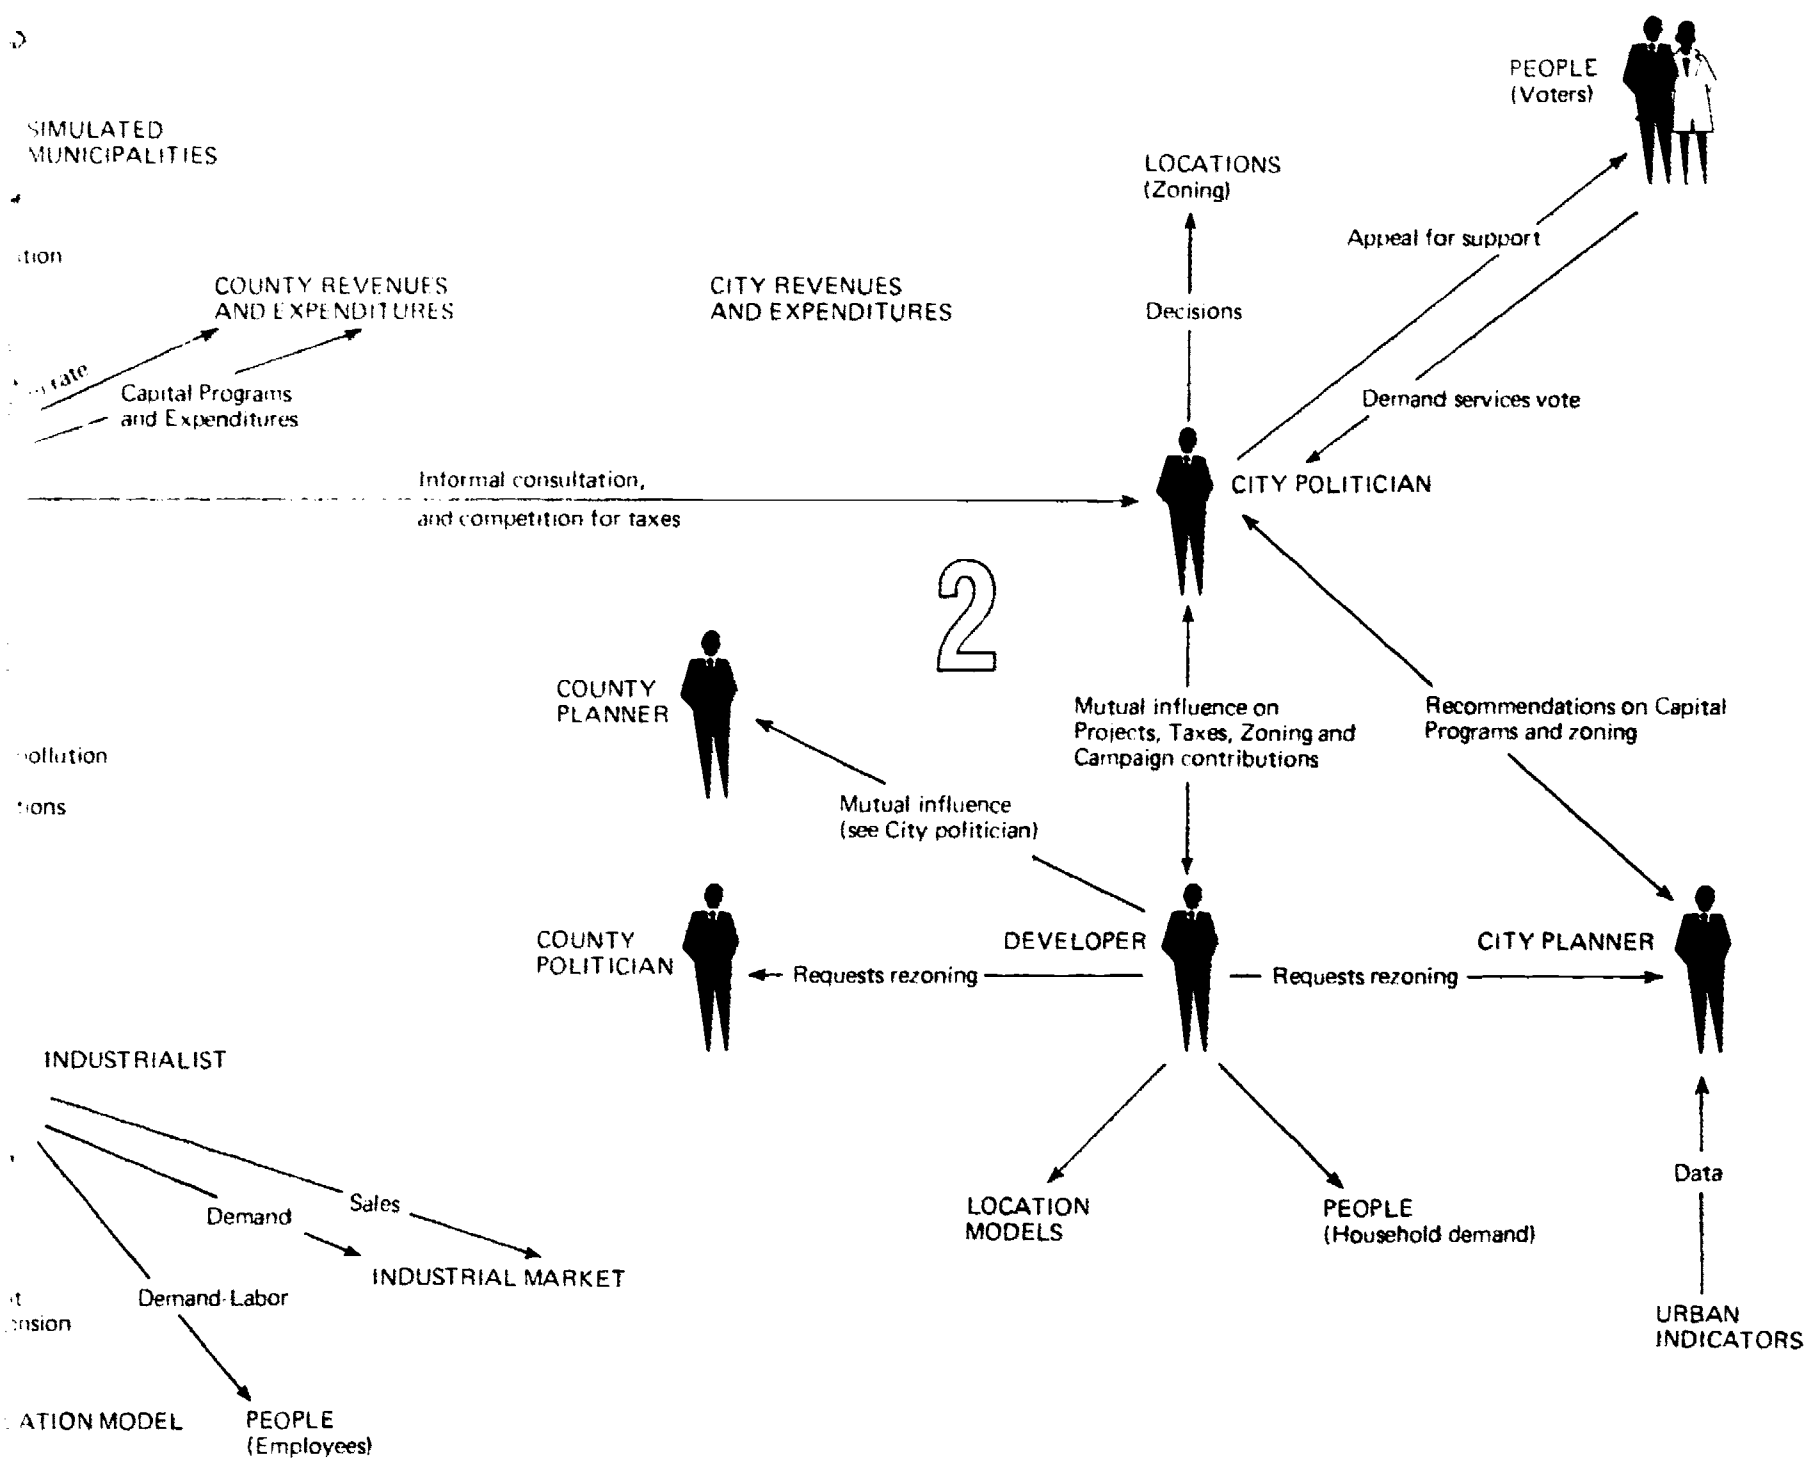 PEOPLE
(Voters)
SIMULATED
MUNICIPALITIES
LOCATIONS
(Zoning)
Appeal for support
COUNTY REVENUES
AND EXPENDITURES
CITY REVENUES
AND EXPENDITURES
Decisions
rate
Capital Programs
and Expenditures
Demand services vote
Informal consultation,
and competition for taxes
CITY POLITICIAN
2
COUNTY
PLANNER
Mutual influence on
Projects, Taxes, Zoning and
Campaign contributions
Recommendations on Capital
Programs and zoning
pollution
Mutual influence
(see City politician)
COUNTY
POLITICIAN
DEVELOPER
CITY PLANNER
Requests rezoning
Requests rezoning
INDUSTRIALIST
Sales
Demand
Data
LOCATION
MODELS
PEOPLE
(Household demand)
INDUSTRIAL MARKET
Demand-Labor
URBAN
INDICATORS
MODEL
PEOPLE
(Employees)